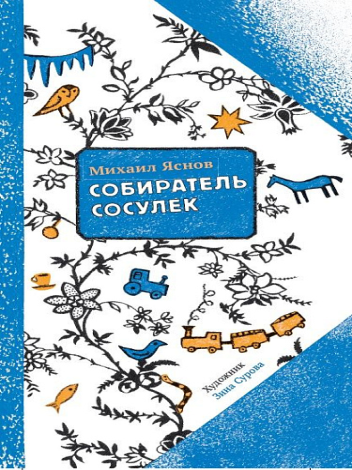 Михаил Яснов
СОБИРАТЕЛЬ
СОСУЛЕК
Художник
Зина Сурова